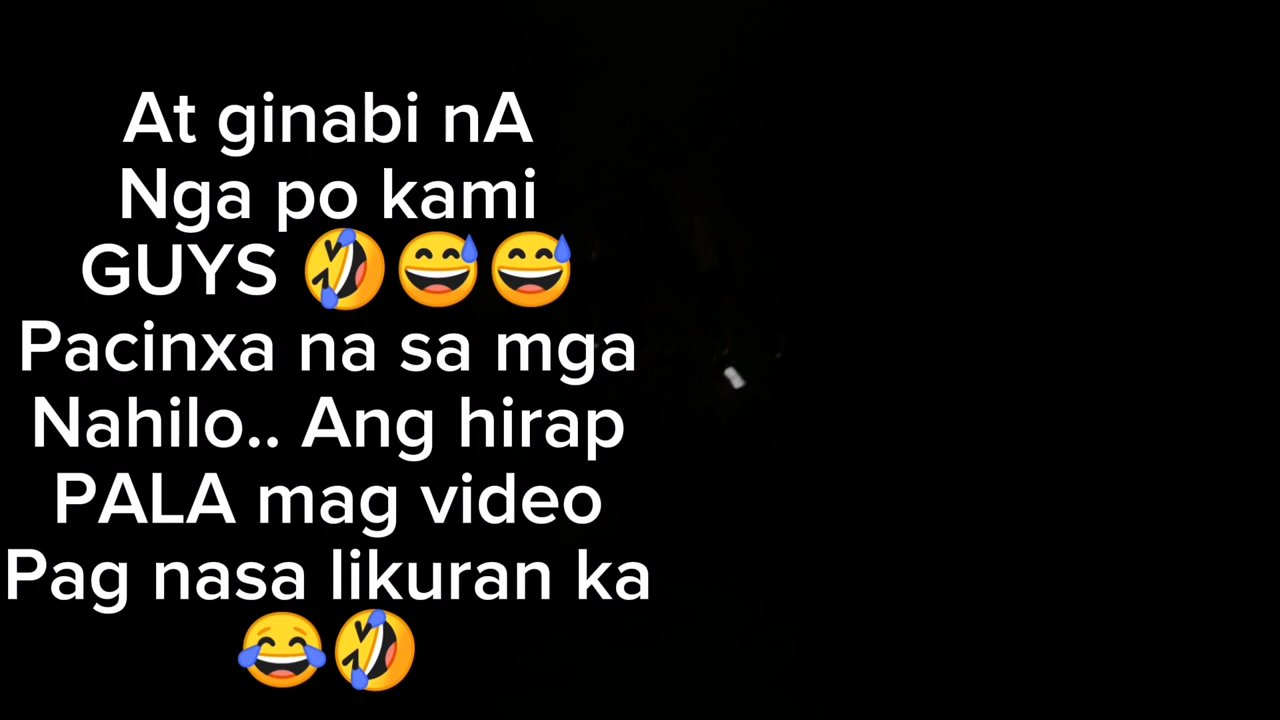 At ginabi nA
Nga po kami
GUYS 🤣😅😅
Pacinxa na sa mga
Nahilo.. Ang hirap
PALA mag video
Pag nasa likuran ka
😂🤣